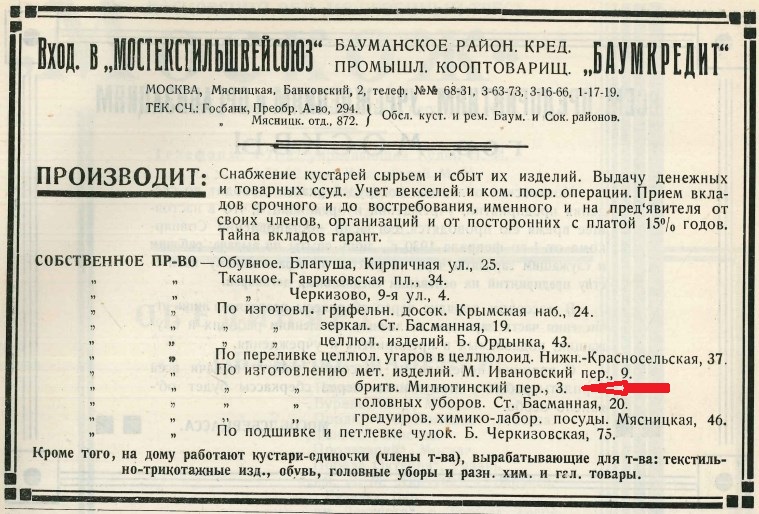 Вход. в „МОСТЕКСТИЛЬШВЕЙСОЮЗ" БАУМАНСКОЕ РАЙОН. КРЕД. ПРОМЫШЛ. КООПТОВАРИЩ. „БАУМКРЕДИТ"
МОСКВА, Мясницкая, Банковский, 2, телеф. №№ 68-31, 3-63-73, 3-16-66, 1-17-19.
ТЕК. СЧ.: Госбанк, Преобр. А-во, 294. } Обсл. куст. и рем. Баум. и Сок. районов.
„ Мясницк. отд., 872.
ПРОИЗВОДИТ: Снабжение кустарей сырьем и сбыт их изделий. Выдачу денежных
и товарных ссуд. Учет векселей и ком. поср. операции. Прием вкла-
дов срочного и до востребования, именного и на пред'явителя от
своих членов, организаций и от посторонних с платой 15% годов.
Тайна вкладов гарант.
СОБСТВЕННОЕ ПР-ВО — Обувное. Благуша, Кирпичная ул., 25.
„ „ Ткацкое. Гавриковская пл., 34.
„ „ „ Черкизово, 9-я ул., 4.
„ „ По изготовл. грифельн. досок. Крымская наб., 24.
„ „ „ „ зеркал. Ст. Басманная, 19.
„ „ „ „ целлюл. изделий. Б. Ордынка, 43.
„ „ По переливке целлюл. угаров в целлюлоид. Нижн.-Красносельская, 37.
„ „ По изготовлению мет. изделий. М. Ивановский пер., 9.
„ „ „ „ бритв. Милютинский пер., 3.
„ „ „ „ головных уборов. Ст. Басманная, 20.
„ „ „ „ гредуиров. химико-лабор. посуды. Мясницкая, 46.
„ „ По подшивке и петлевке чулок. Б. Черкизовская, 75.
Кроме того, на дому работают кустари-единочки (члены т-ва), вырабатывающие для т-ва: текстиль-
но-трикотажные изд., обувь, головные уборы и разн. хим. и гал. товары.